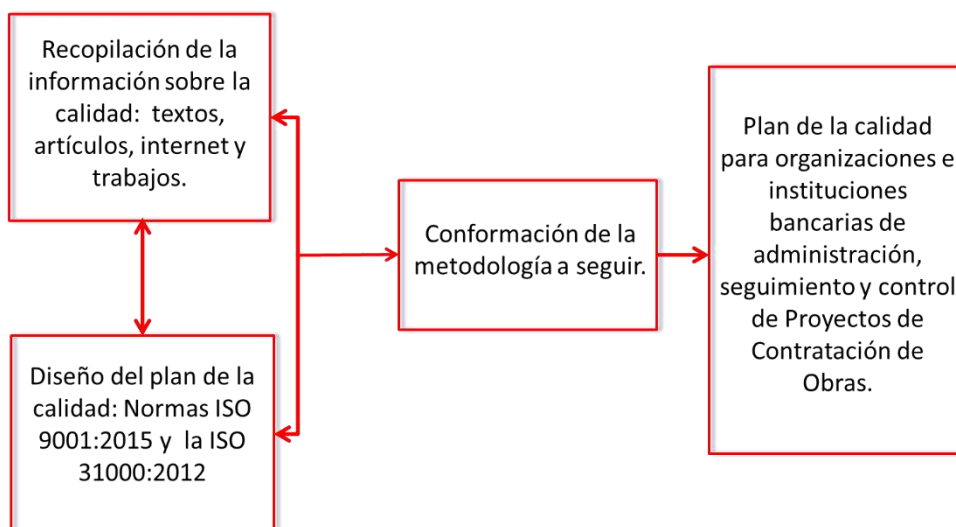 Recopilación de la
información sobre la
calidad: textos,
artículos, internet y
trabajos.
Diseño del plan de la
calidad: Normas ISO
9001:2015 y la ISO
31000:2012
Conformación de la
metodología a seguir.
Plan de la calidad
para organizaciones e
instituciones
bancarias de
administración,
seguimiento y control
de Proyectos de
Contratación de
Obras.